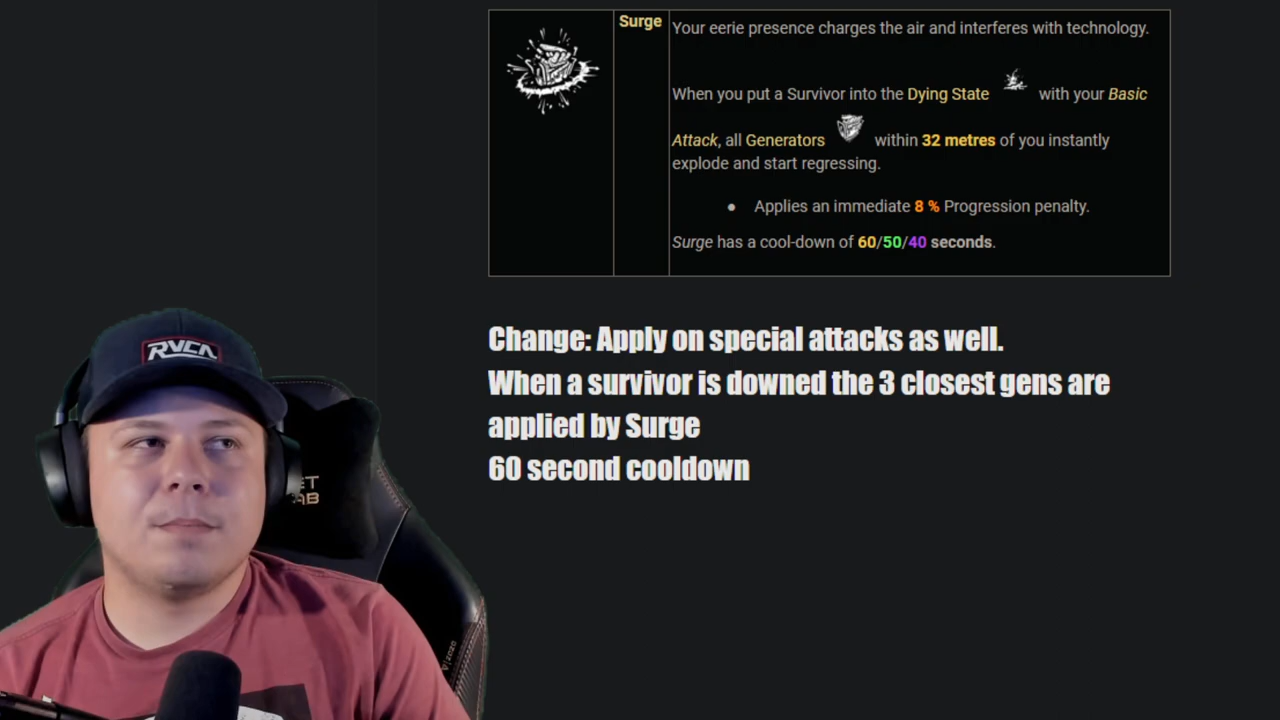 Surge
Your eerie presence charges the air and interferes with technology.
When you put a Survivor into the Dying State with your Basic
Attack, all Generators within 32 metres of you instantly
explode and start regressing.
● Applies an immediate 8 % Progression penalty.
Surge has a cool-down of 60/50/40 seconds.
Change: Apply on special attacks as well.
When a survivor is downed the 3 closest gens are
applied by Surge
60 second cooldown
RVCA